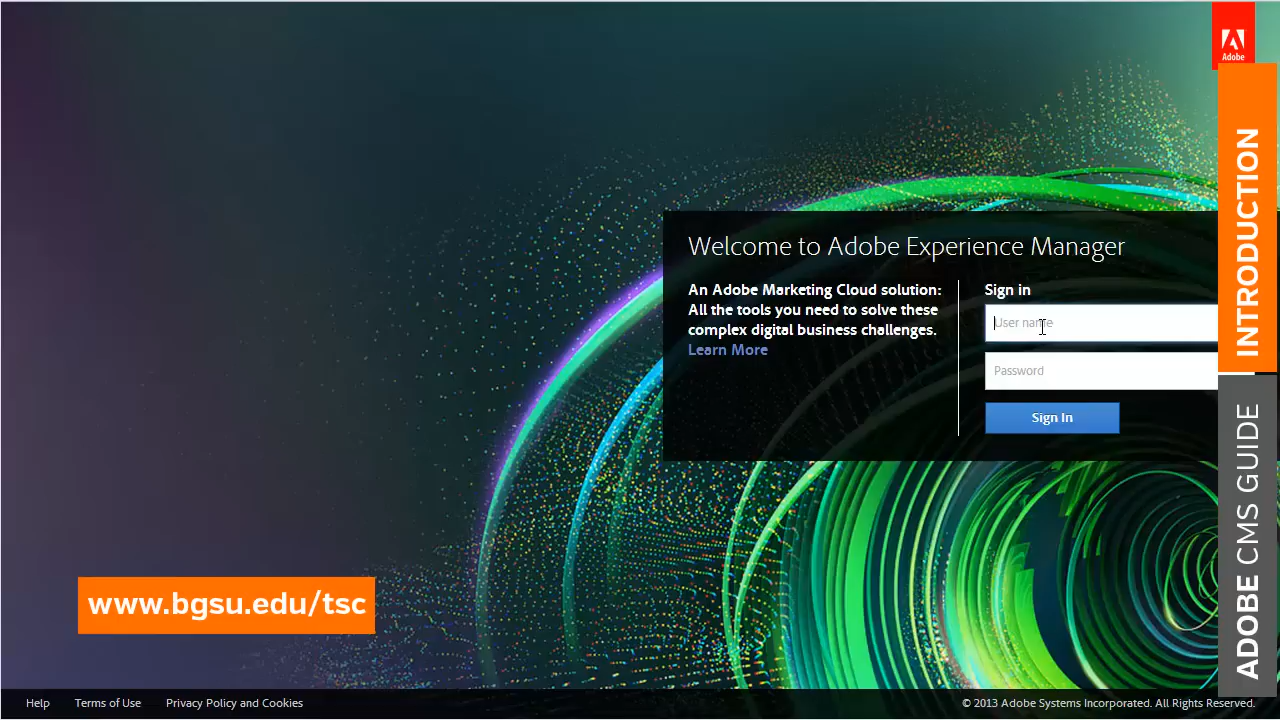 Adobe
INTRODUCTION
ADOBE CMS GUIDE
Welcome to Adobe Experience Manager
An Adobe Marketing Cloud solution:
All the tools you need to solve these
complex digital business challenges.
Learn More
Sign in
User name
Password
Sign In
www.bgsu.edu/tsc
Help
Terms of Use
Privacy Policy and Cookies
© 2013 Adobe Systems Incorporated. All Rights Reserved.